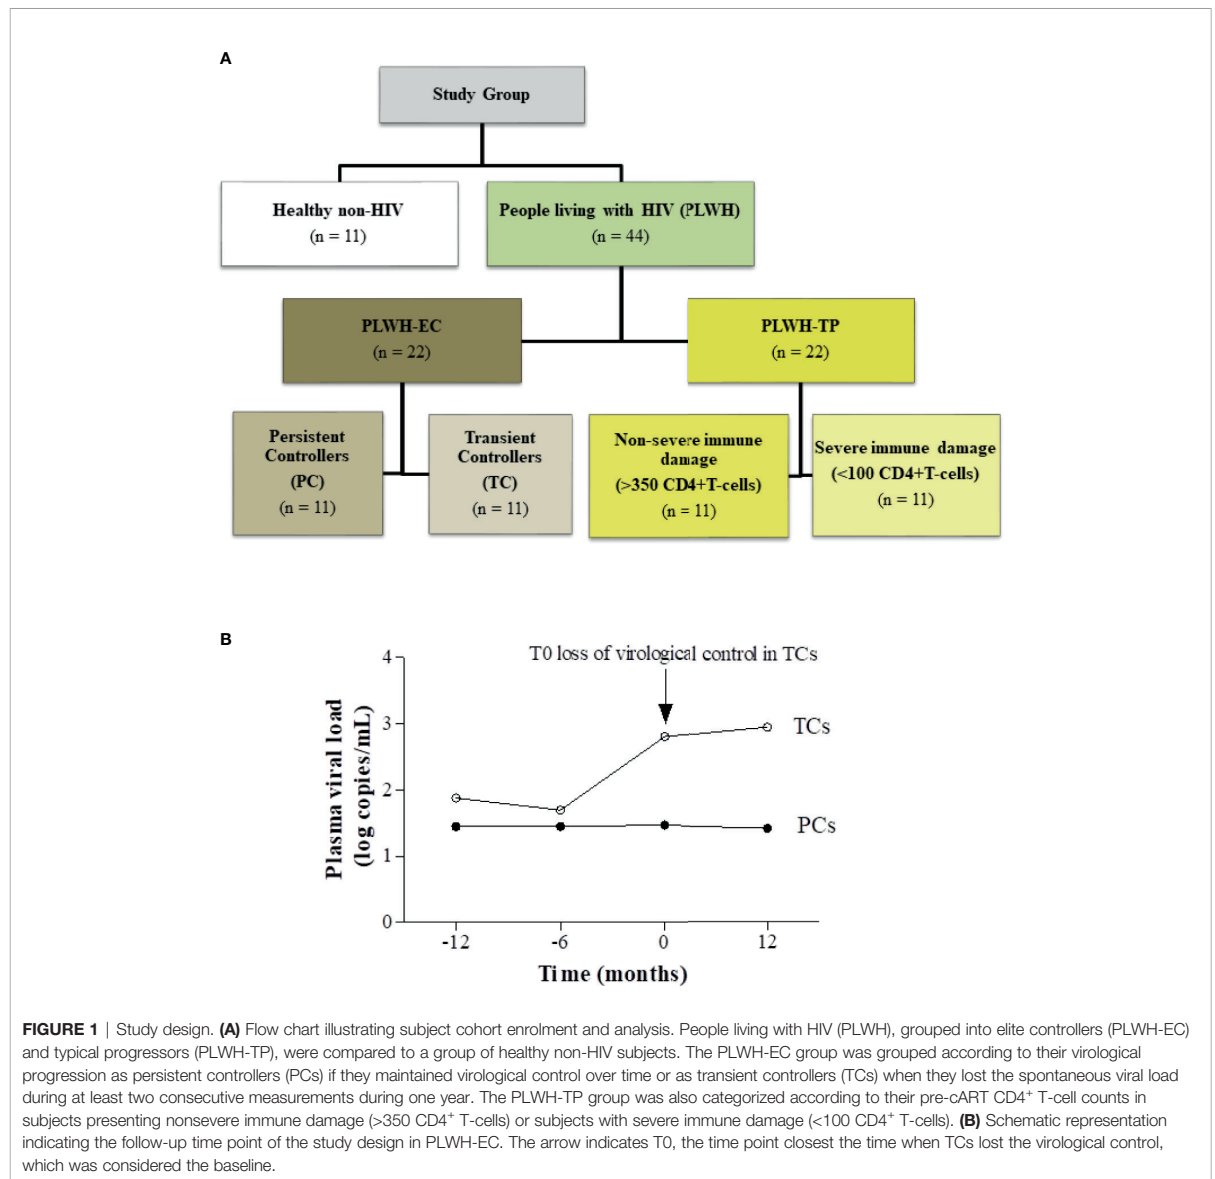 A
Study Group
Healthy non-HIV
(n = 11)
People living with HIV (PLWH)
(n = 44)
PLWH-EC
(n = 22)
PLWH-TP
(n = 22)
Persistent
Controllers
(PC)
(n = 11)
Transient
Controllers
(TC)
(n = 11)
Non-severe immune
damage
(>350 CD4+T-cells)
(n = 11)
Severe immune damage
(<100 CD4+T-cells)
(n = 11)
B
T0 loss of virological control in TCs
Plasma viral load
(log copies/mL)
4
3
2
1
0
TCs
PCs
-12 -6 0 12
Time (months)
FIGURE 1 | Study design. (A) Flow chart illustrating subject cohort enrolment and analysis. People living with HIV (PLWH), grouped into elite controllers (PLWH-EC)
and typical progressors (PLWH-TP), were compared to a group of healthy non-HIV subjects. The PLWH-EC group was grouped according to their virological
progression as persistent controllers (PCs) if they maintained virological control over time or as transient controllers (TCs) when they lost the spontaneous viral load
during at least two consecutive measurements during one year. The PLWH-TP group was also categorized according to their pre-cART CD4⁺ T-cell counts in
subjects presenting nonsevere immune damage (>350 CD4⁺ T-cells) or subjects with severe immune damage (<100 CD4⁺ T-cells). (B) Schematic representation
indicating the follow-up time point of the study design in PLWH-EC. The arrow indicates T0, the time point closest the time when TCs lost the virological control,
which was considered the baseline.